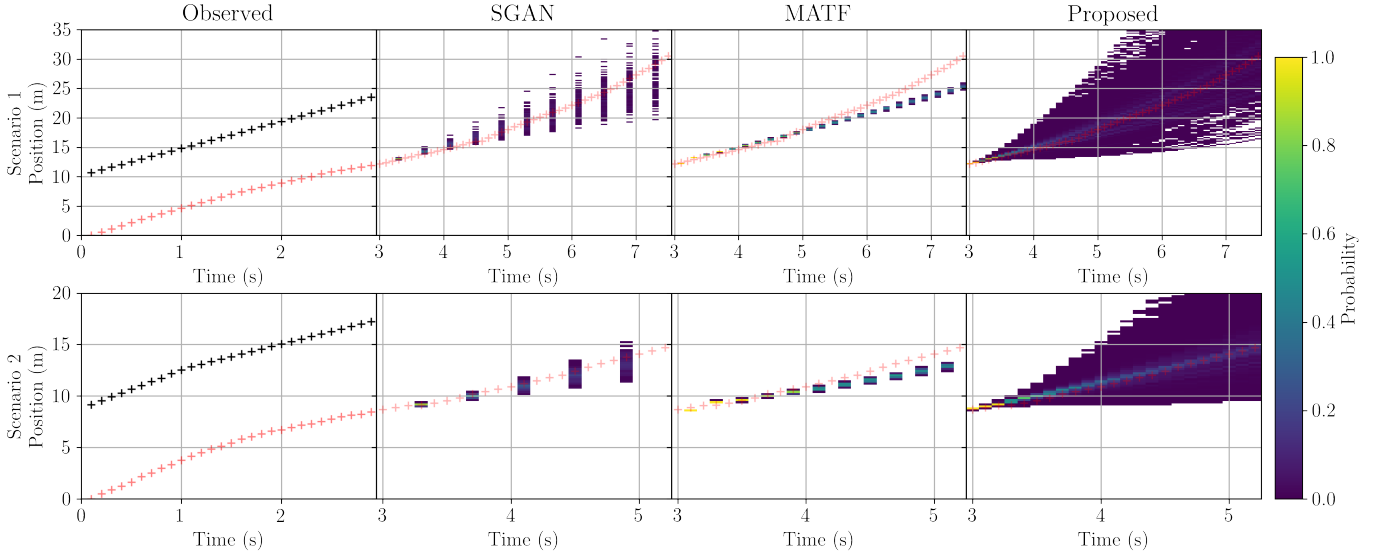 Observed SGAN MATF Proposed
Scenario 1
Position (m)
35
30
25
20
15
10
5
0
0 1 2 3 4 5 6 7 3 4 5 6 7 3 4 5 6 7
Time (s) Time (s) Time (s) Time (s)
Scenario 2
Position (m)
20
15
10
5
0
0 1 2 3 4 5 3 4 5 3 4 5
Time (s) Time (s) Time (s) Time (s)
1.0
0.8
0.6
0.4
0.2
0.0
Probability